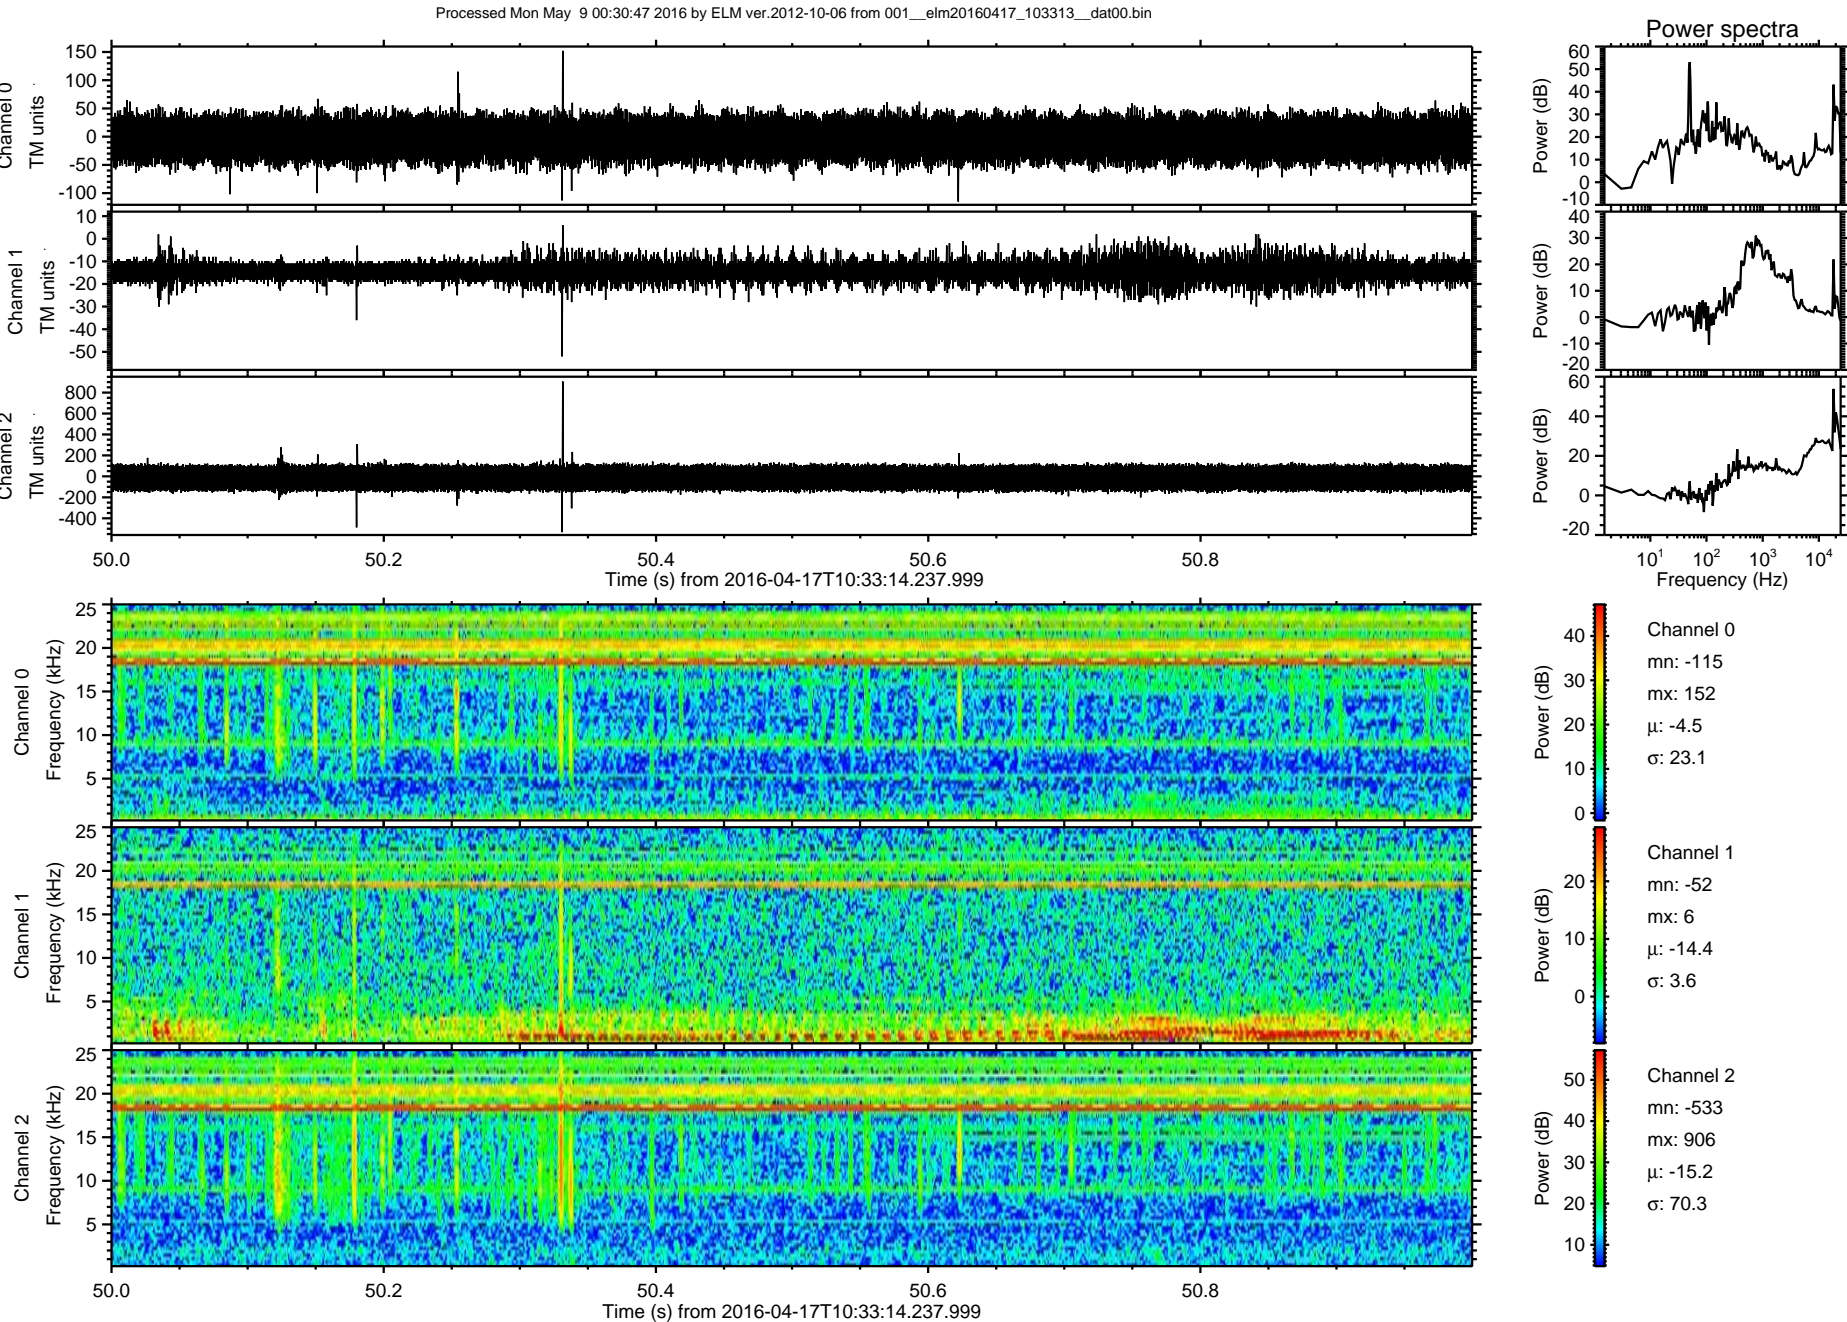 Processed Mon May  9 00:30:47 2016 by ELM ver.2012-10-06 from 001__elm20160417_103313__dat00.bin
Power spectra
Channel 0
TM units
150
100
50
0
-50
-100
Power (dB)
60
50
40
30
20
10
0
-10
Channel 1
TM units
10
0
-10
-20
-30
-40
-50
Power (dB)
40
30
20
10
0
-10
-20
Channel 2
TM units
800
600
400
200
0
-200
-400
Power (dB)
60
40
20
0
-20
50.0 50.2 50.4 50.6 50.8
Time (s) from 2016-04-17T10:33:14.237.999
10^1 10^2 10^3 10^4
Frequency (Hz)
Channel 0
Frequency (kHz)
25
20
15
10
5
Power (dB)
40
30
20
10
0
Channel 0
mn: -115
mx: 152
μ: -4.5
σ: 23.1
Channel 1
Frequency (kHz)
25
20
15
10
5
Power (dB)
20
10
0
Channel 1
mn: -52
mx: 6
μ: -14.4
σ: 3.6
Channel 2
Frequency (kHz)
25
20
15
10
5
Power (dB)
50
40
30
20
10
Channel 2
mn: -533
mx: 906
μ: -15.2
σ: 70.3
50.0 50.2 50.4 50.6 50.8
Time (s) from 2016-04-17T10:33:14.237.999